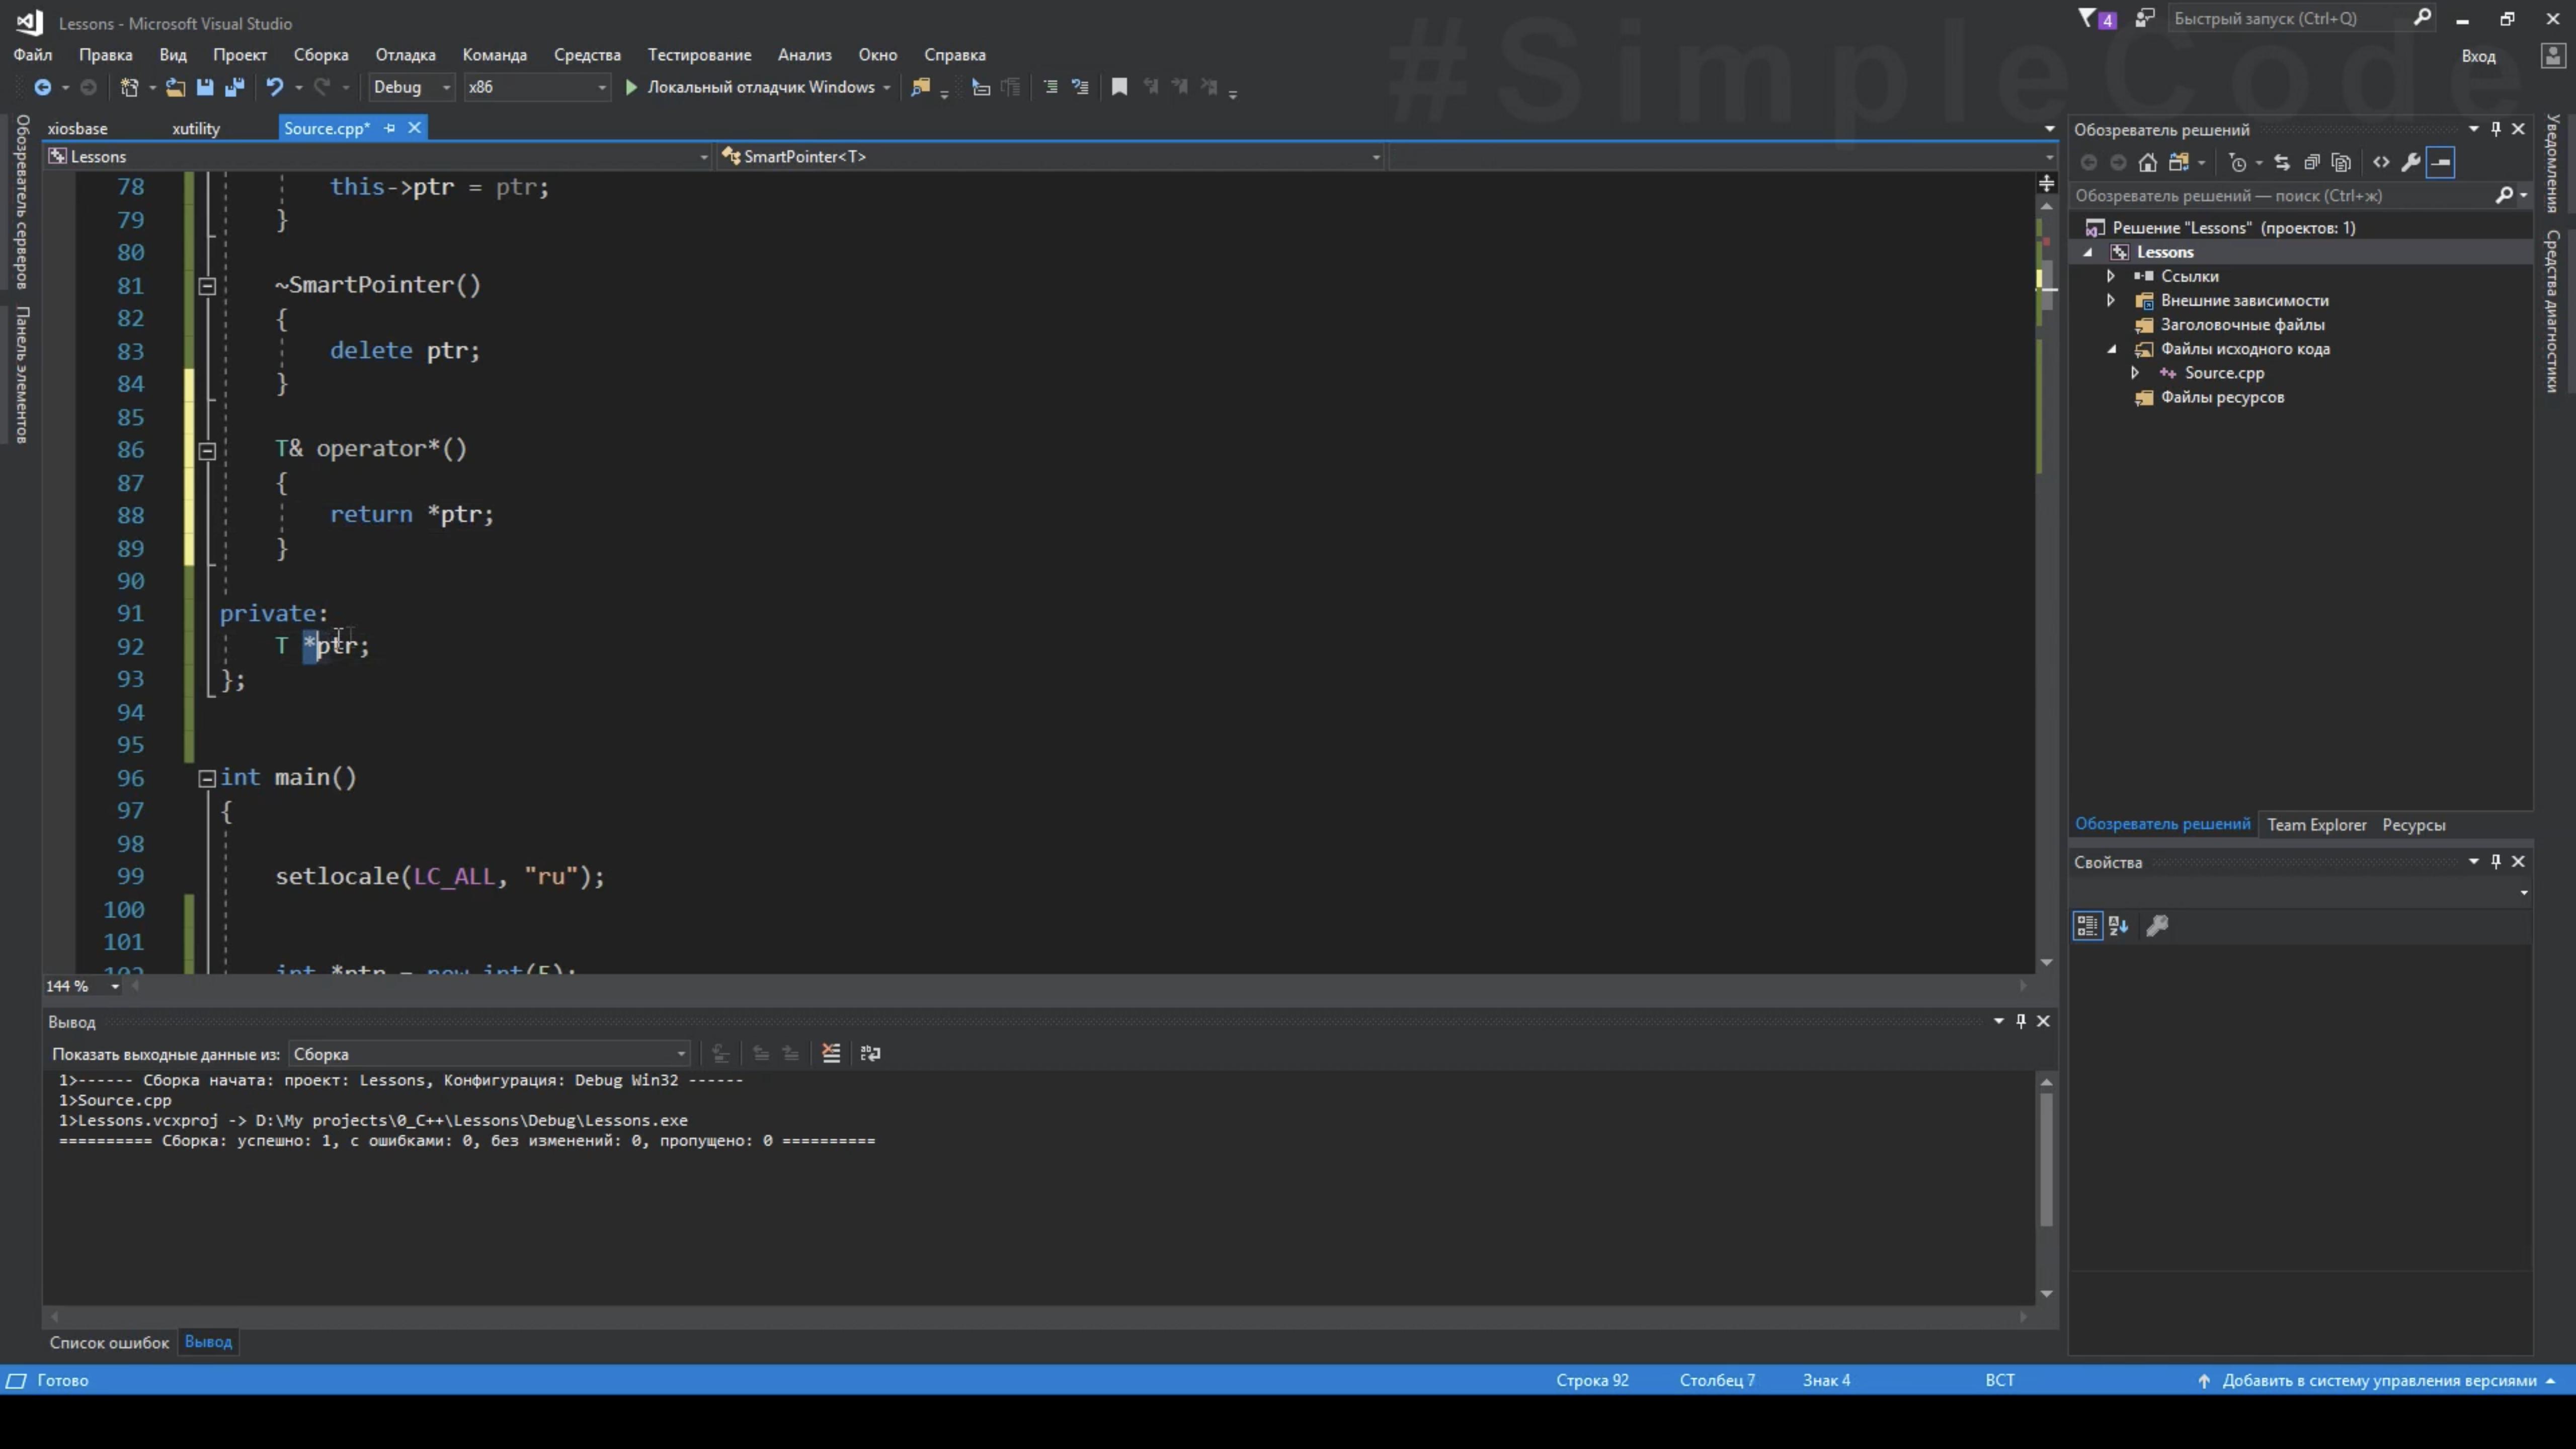 #SimpleCode
Lessons - Microsoft Visual Studio
4
Быстрый запуск (Ctrl+Q)
Файл Правка Вид Проект Сборка Отладка Команда Средства Тестирование Анализ Окно Справка
Вход
Debug x86 Локальный отладчик Windows
Обозреватель серверов
Панель элементов
xiosbase xutility Source.cpp*
Lessons SmartPointer<T>
78 this->ptr = ptr;
79 }
80
81 ~SmartPointer()
82 {
83 delete ptr;
84 }
85
86 T& operator*()
87 {
88 return *ptr;
89 }
90
91 private:
92 T *ptr;
93 };
94
95
96 int main()
97 {
98
99 setlocale(LC_ALL, "ru");
100
101
102 int *ptr = new int(5);
144 %
Вывод
Показать выходные данные из: Сборка
1>------ Сборка начата: проект: Lessons, Конфигурация: Debug Win32 ------
1>Source.cpp
1>Lessons.vcxproj -> D:\My projects\0_C++\Lessons\Debug\Lessons.exe
========== Сборка: успешно: 1, с ошибками: 0, без изменений: 0, пропущено: 0 ==========
Список ошибок Вывод
Обозреватель решений
Обозреватель решений — поиск (Ctrl+ж)
Решение "Lessons" (проектов: 1)
Lessons
Ссылки
Внешние зависимости
Заголовочные файлы
Файлы исходного кода
Source.cpp
Файлы ресурсов
Обозреватель решений Team Explorer Ресурсы
Свойства
Уведомления
Средства диагностики
Готово Строка 92 Столбец 7 Знак 4 ВСТ Добавить в систему управления версиями